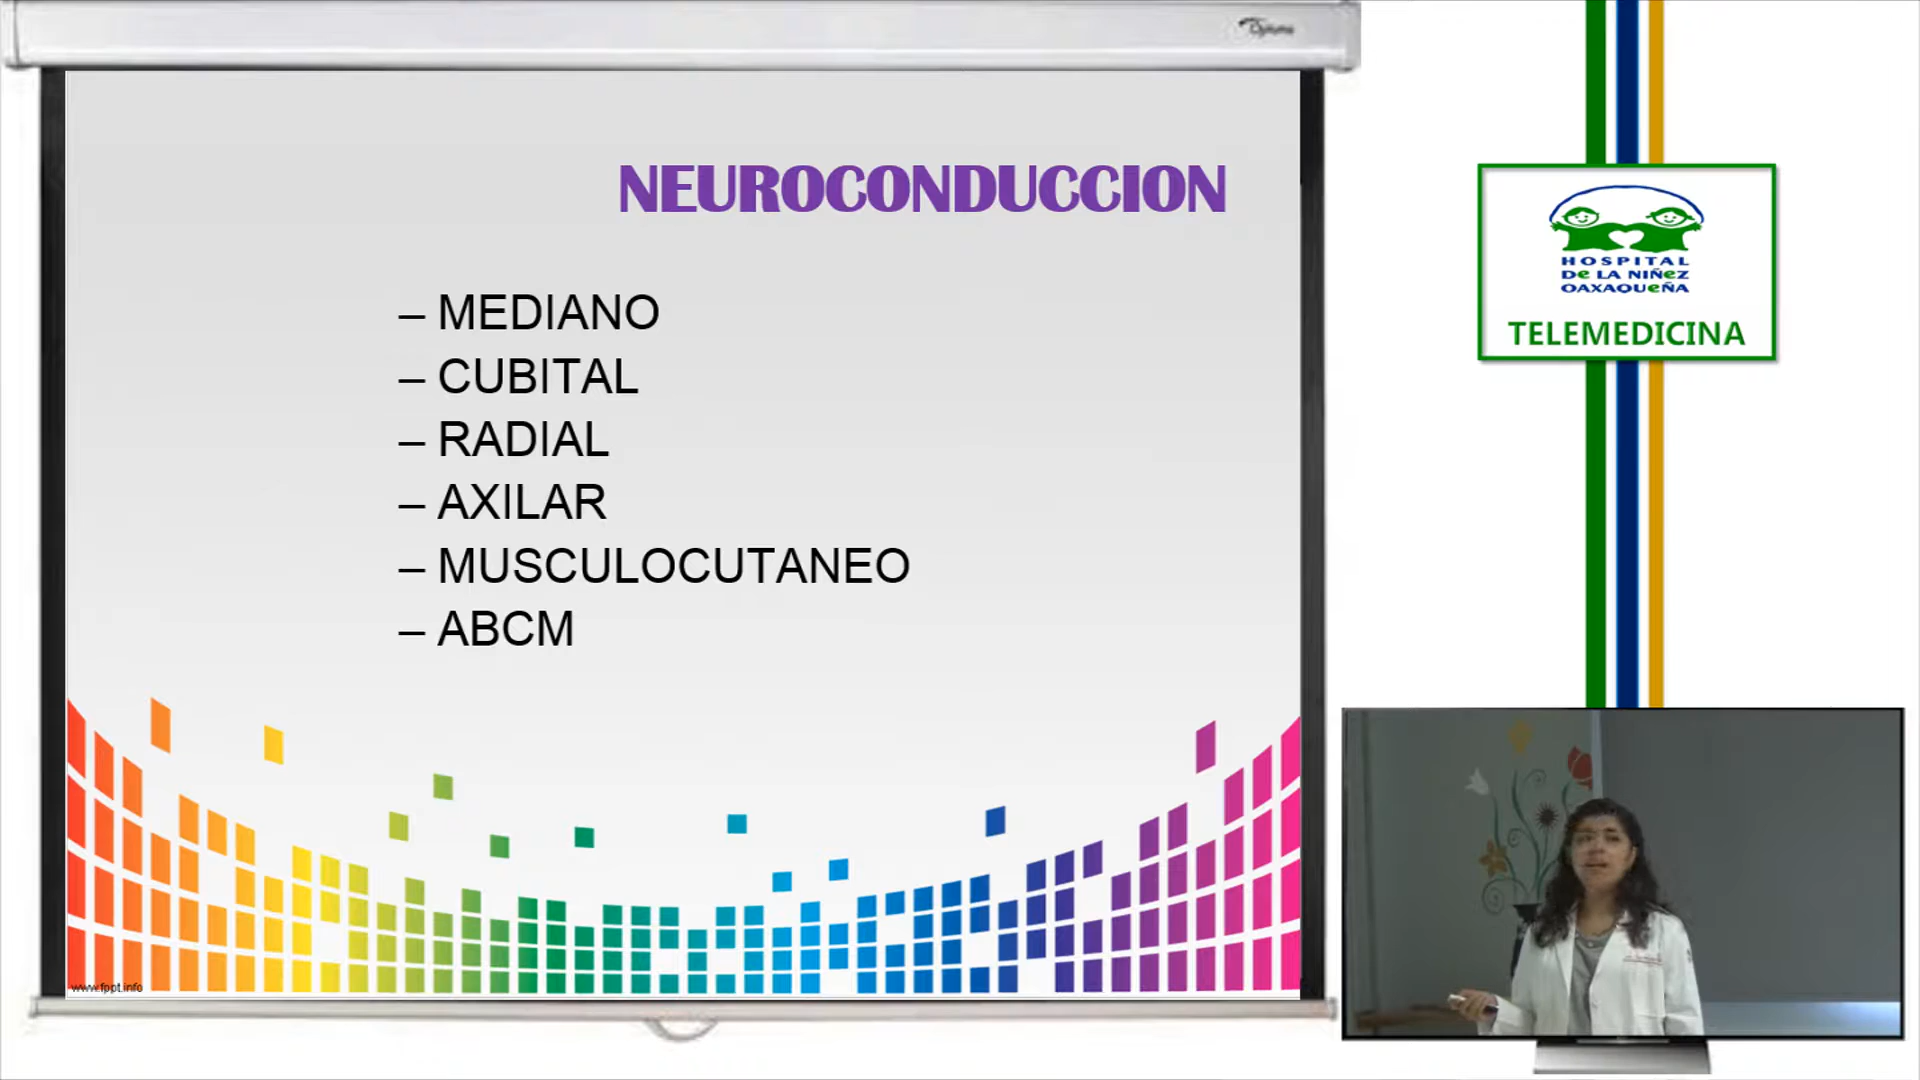 NEUROCONDUCCION
– MEDIANO
– CUBITAL
– RADIAL
– AXILAR
– MUSCULOCUTANEO
– ABCM
www.fppt.info
HOSPITAL
De LA NIÑeZ
OAXAQUeÑA
TELEMEDICINA